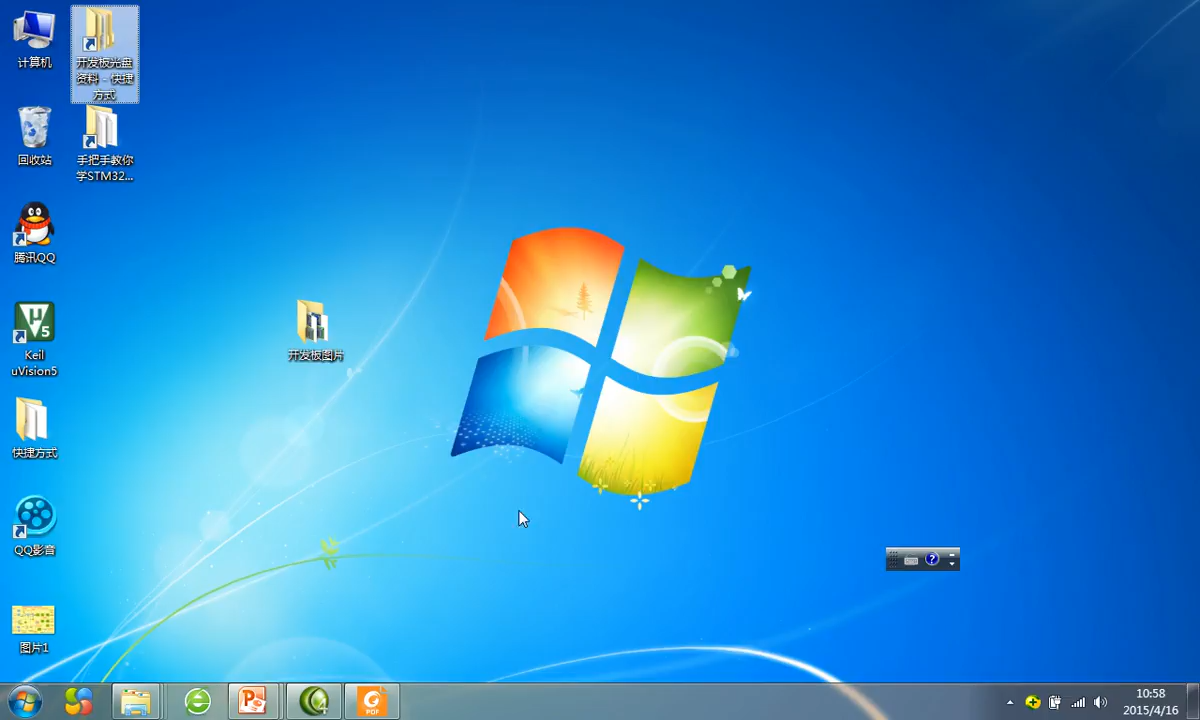 计算机
开发板光盘
资料 - 快捷
方式
回收站
手把手教你
学STM32...
腾讯QQ
Keil
uVision5
开发板图片
快捷方式
QQ影音
图片1
10:58
2015/4/16